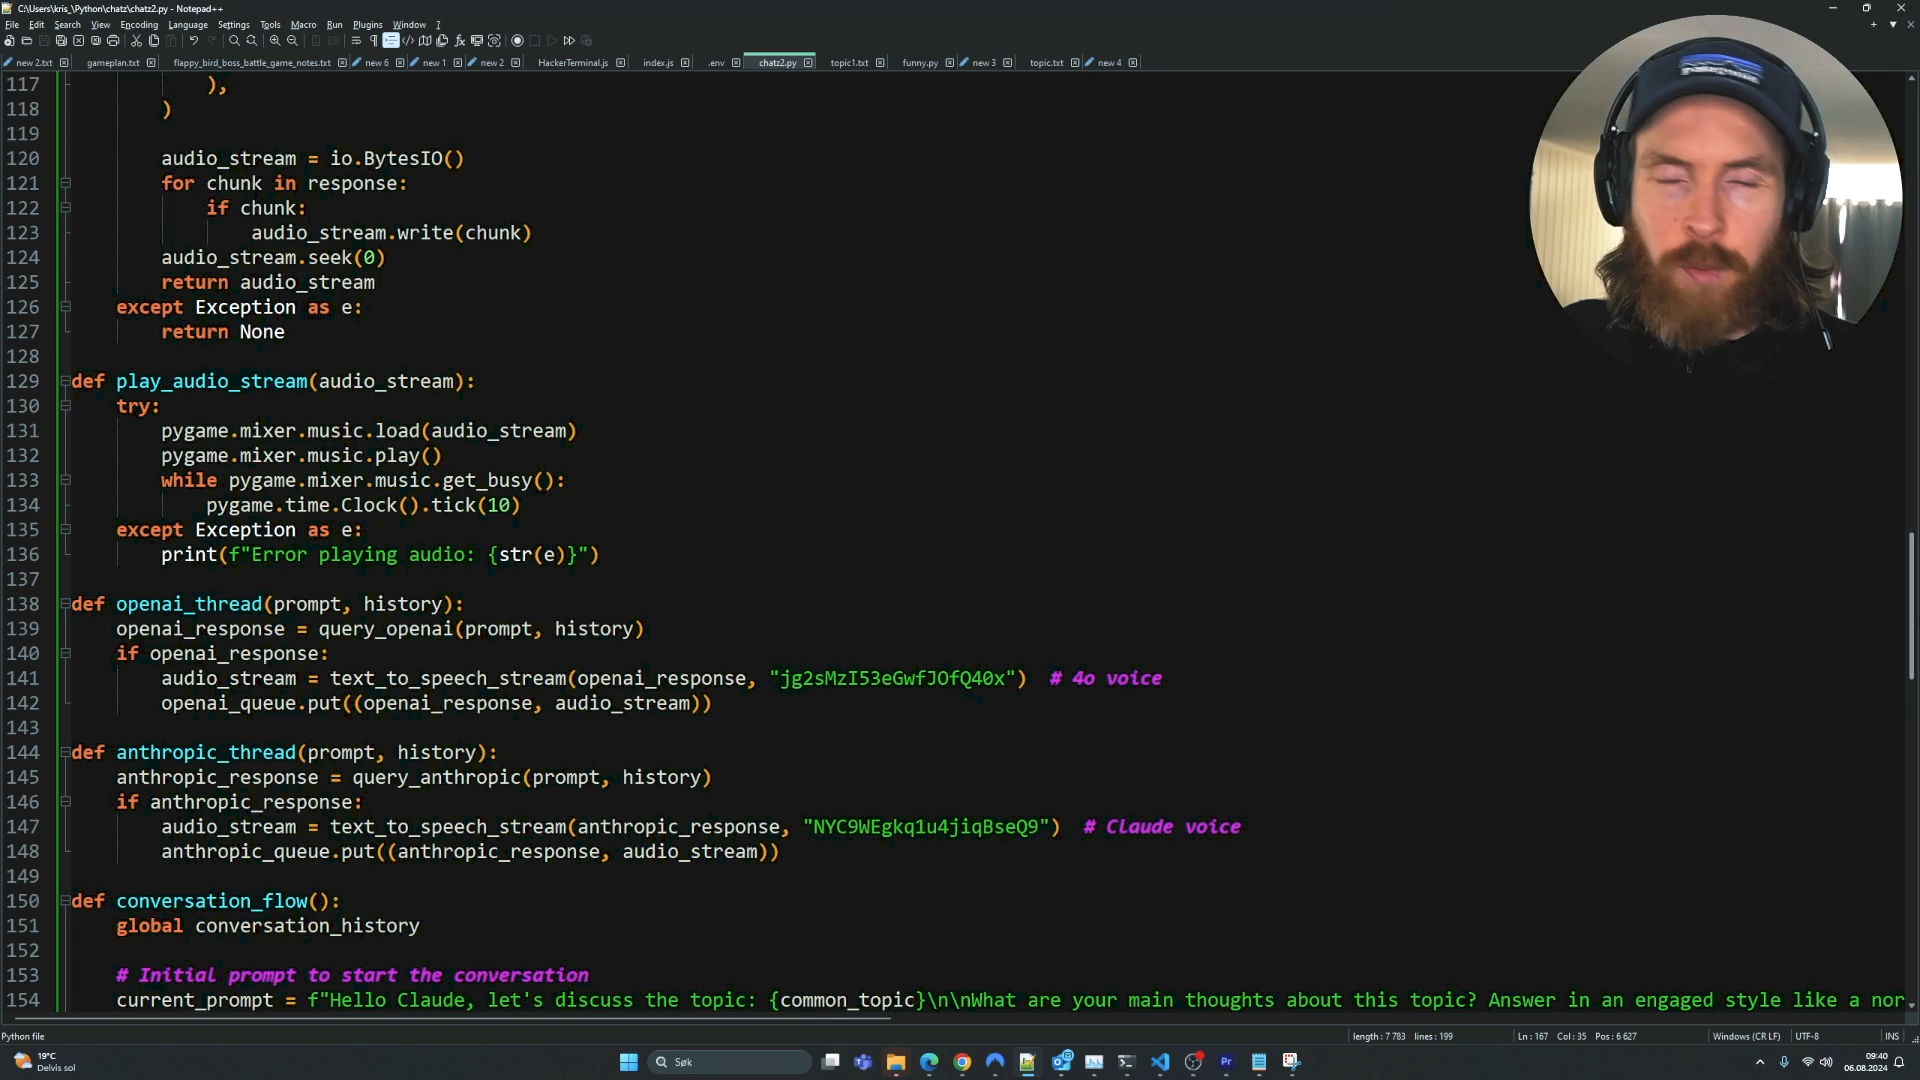 C:\Users\kris_\Python\chatz\chatz2.py - Notepad++
File Edit Search View Encoding Language Settings Tools Macro Run Plugins Window ?
new 2.txt gameplan.txt flappy_bird_boss_battle_game_notes.txt new 6 new 1 new 2 HackerTerminal.js index.js .env chatz2.py topic1.txt funny.py new 3 topic.txt new 4
117 ),
118 )
119
120 audio_stream = io.BytesIO()
121 for chunk in response:
122 if chunk:
123 audio_stream.write(chunk)
124 audio_stream.seek(0)
125 return audio_stream
126 except Exception as e:
127 return None
128
129 def play_audio_stream(audio_stream):
130 try:
131 pygame.mixer.music.load(audio_stream)
132 pygame.mixer.music.play()
133 while pygame.mixer.music.get_busy():
134 pygame.time.Clock().tick(10)
135 except Exception as e:
136 print(f"Error playing audio: {str(e)}")
137
138 def openai_thread(prompt, history):
139 openai_response = query_openai(prompt, history)
140 if openai_response:
141 audio_stream = text_to_speech_stream(openai_response, "jg2sMzI53eGwfJOfQ40x") # 4o voice
142 openai_queue.put((openai_response, audio_stream))
143
144 def anthropic_thread(prompt, history):
145 anthropic_response = query_anthropic(prompt, history)
146 if anthropic_response:
147 audio_stream = text_to_speech_stream(anthropic_response, "NYC9WEgkq1u4jiqBseQ9") # Claude voice
148 anthropic_queue.put((anthropic_response, audio_stream))
149
150 def conversation_flow():
151 global conversation_history
152
153 # Initial prompt to start the conversation
154 current_prompt = f"Hello Claude, let's discuss the topic: {common_topic}\n\nWhat are your main thoughts about this topic? Answer in an engaged style like a nor
Python file length : 7 783 lines : 199 Ln : 167 Col : 35 Pos : 6 627 Windows (CR LF) UTF-8 INS
19°C
Delvis sol
Søk
Pr
09:40
06.08.2024